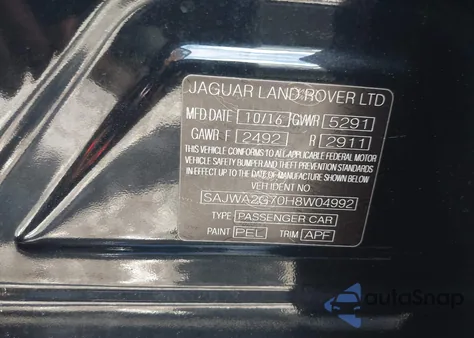 JAGUAR LAND ROVER LTD
MFD DATE 10/16 GVWR 5291
GAWR F 2492 R 2911
THIS VEHICLE CONFORMS TO ALL APPLICABLE FEDERAL MOTOR
VEHICLE SAFETY BUMPER AND THEFT PREVENTION STANDARDS
IN EFFECT UP TO THE DATE OF MANUFACTURE SHOWN BELOW
VEH IDENT NO
SAJWA2G70H8W04992
TYPE PASSENGER CAR
PAINT PEL TRIM APF
autoSnap